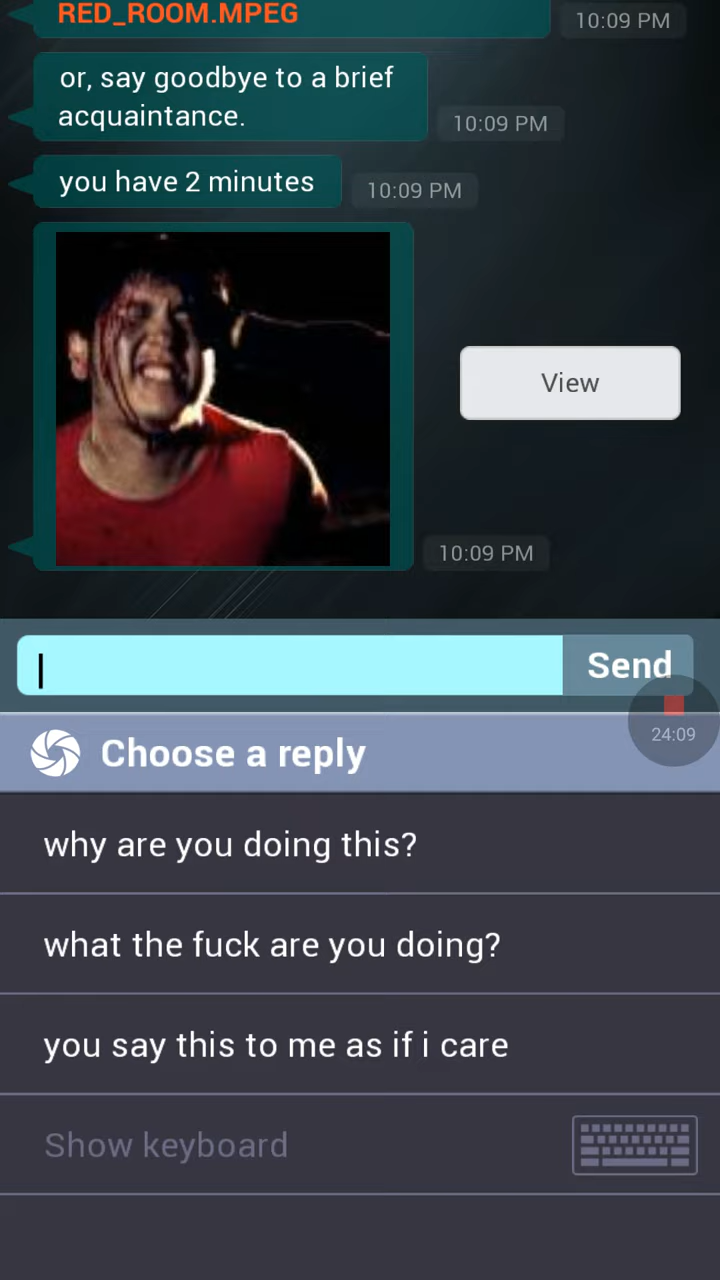 RED_ROOM.MPEG
10:09 PM
or, say goodbye to a brief
acquaintance.
10:09 PM
you have 2 minutes
10:09 PM
View
10:09 PM
Send
24:09
Choose a reply
why are you doing this?
what the fuck are you doing?
you say this to me as if i care
Show keyboard